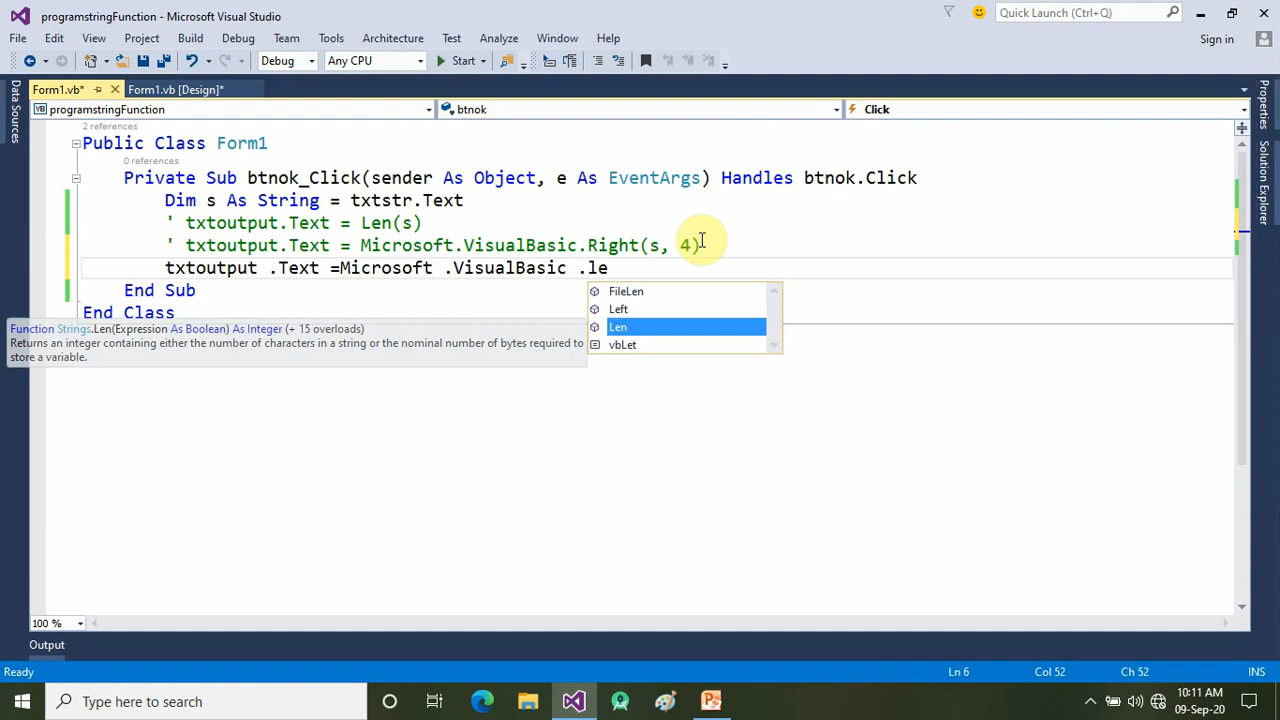 programstringFunction - Microsoft Visual Studio
Quick Launch (Ctrl+Q)
File Edit View Project Build Debug Team Tools Architecture Test Analyze Window Help
Sign in
Debug Any CPU Start
Form1.vb* Form1.vb [Design]*
programstringFunction btnok Click
Data Sources
Properties
Solution Explorer
2 references
Public Class Form1
0 references
Private Sub btnok_Click(sender As Object, e As EventArgs) Handles btnok.Click
Dim s As String = txtstr.Text
' txtoutput.Text = Len(s)
' txtoutput.Text = Microsoft.VisualBasic.Right(s, 4)
txtoutput .Text =Microsoft .VisualBasic .le
End Sub
End Class
FileLen
Left
Len
vbLet
Function Strings.Len(Expression As Boolean) As Integer (+ 15 overloads)
Returns an integer containing either the number of characters in a string or the nominal number of bytes required to
store a variable.
100 %
Output
Ready Ln 6 Col 52 Ch 52 INS
Type here to search
10:11 AM
09-Sep-20